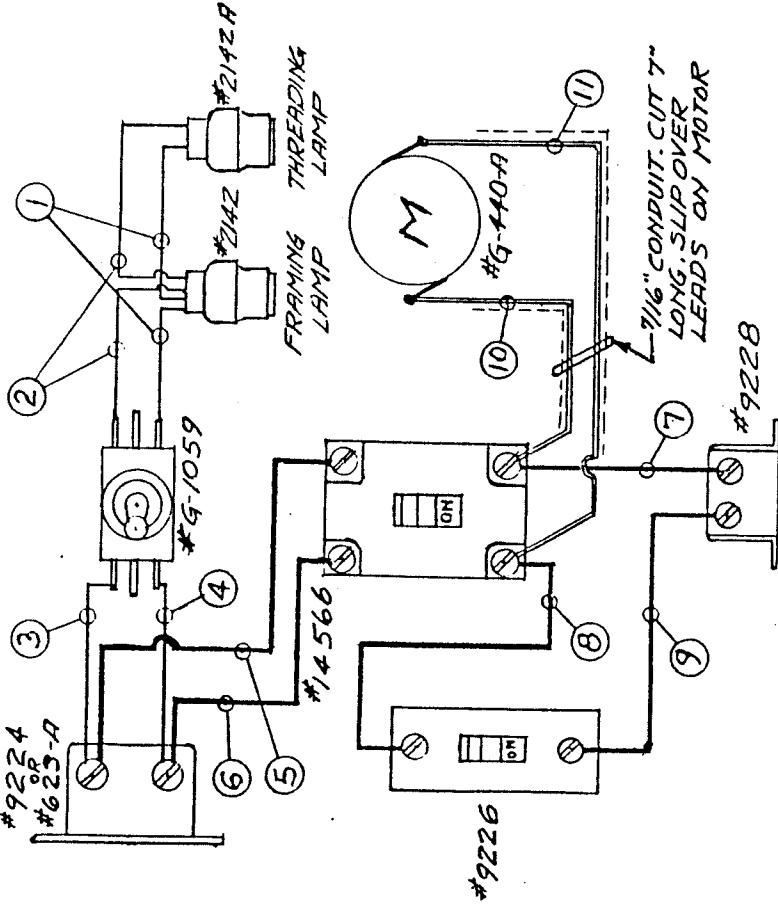 #9224
OR
#623-A
3
4
2
1
#G-1059
#2142
FRAMING
LAMP
#2142A
THREADING
LAMP
6
5
#14566
ON
M
#G-440-A
10
11
7/16" CONDUIT. CUT 7"
LONG. SLIP OVER
LEADS ON MOTOR
#9226
ON
8
9
7
#9228